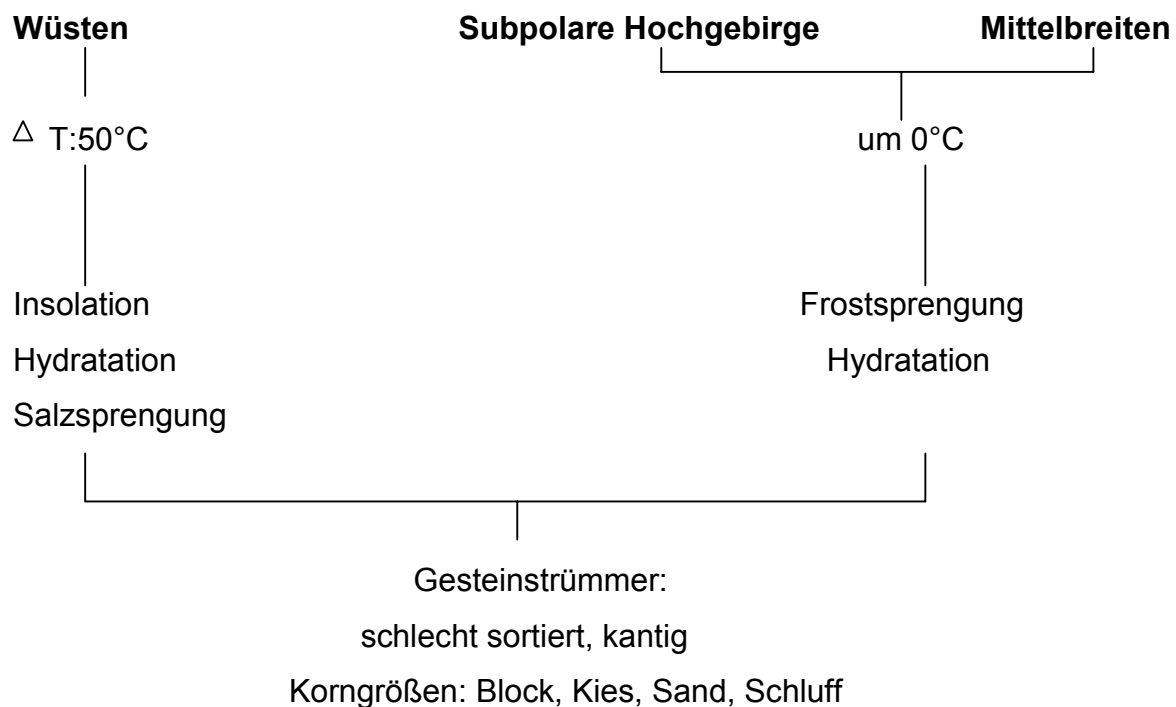 Wüsten Subpolare Hochgebirge Mittelbreiten
△ T:50°C um 0°C
Insolation Frostsprengung
Hydratation Hydratation
Salzsprengung
Gesteinstrümmer:
schlecht sortiert, kantig
Korngrößen: Block, Kies, Sand, Schluff